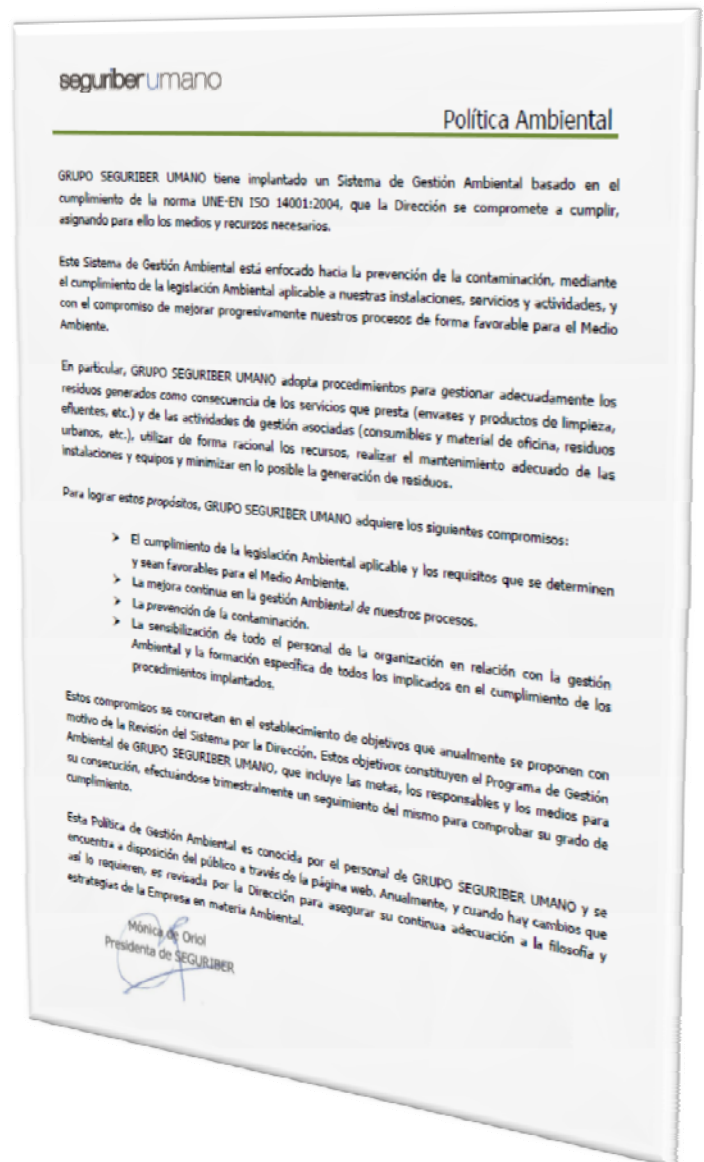 seguriberumano
Política Ambiental
GRUPO SEGURIBER UMANO tiene implantado un Sistema de Gestión Ambiental basado en el
cumplimiento de la norma UNE-EN ISO 14001:2004, que la Dirección se compromete a cumplir,
asignando para ello los medios y recursos necesarios.
Este Sistema de Gestión Ambiental está enfocado hacia la prevención de la contaminación, mediante
el cumplimiento de la legislación Ambiental aplicable a nuestras instalaciones, servicios y actividades, y
con el compromiso de mejorar progresivamente nuestros procesos de forma favorable para el Medio
Ambiente.
En particular, GRUPO SEGURIBER UMANO adopta procedimientos para gestionar adecuadamente los
residuos generados como consecuencia de los servicios que presta (envases y productos de limpieza,
efluentes, etc.) y de las actividades de gestión asociadas (consumibles y material de oficina, residuos
urbanos, etc.), utilizar de forma racional los recursos, realizar el mantenimiento adecuado de las
instalaciones y equipos y minimizar en lo posible la generación de residuos.
Para lograr estos propósitos, GRUPO SEGURIBER UMANO adquiere los siguientes compromisos:
➤ El cumplimiento de la legislación Ambiental aplicable y los requisitos que se determinen
y sean favorables para el Medio Ambiente.
➤ La mejora continua en la gestión Ambiental de nuestros procesos.
➤ La prevención de la contaminación.
➤ La sensibilización de todo el personal de la organización en relación con la gestión
Ambiental y la formación específica de todos los implicados en el cumplimiento de los
procedimientos implantados.
Estos compromisos se concretan en el establecimiento de objetivos que anualmente se proponen con
motivo de la Revisión del Sistema por la Dirección. Estos objetivos constituyen el Programa de Gestión
Ambiental de GRUPO SEGURIBER UMANO, que incluye las metas, los responsables y los medios para
su consecución, efectuándose trimestralmente un seguimiento del mismo para comprobar su grado de
cumplimiento.
Esta Política de Gestión Ambiental es conocida por el personal de GRUPO SEGURIBER UMANO y se
encuentra a disposición del público a través de la página web. Anualmente, y cuando hay cambios que
así lo requieren, es revisada por la Dirección para asegurar su continua adecuación a la filosofía y
estrategias de la Empresa en materia Ambiental.
Mónica de Oriol
Presidenta de SEGURIBER